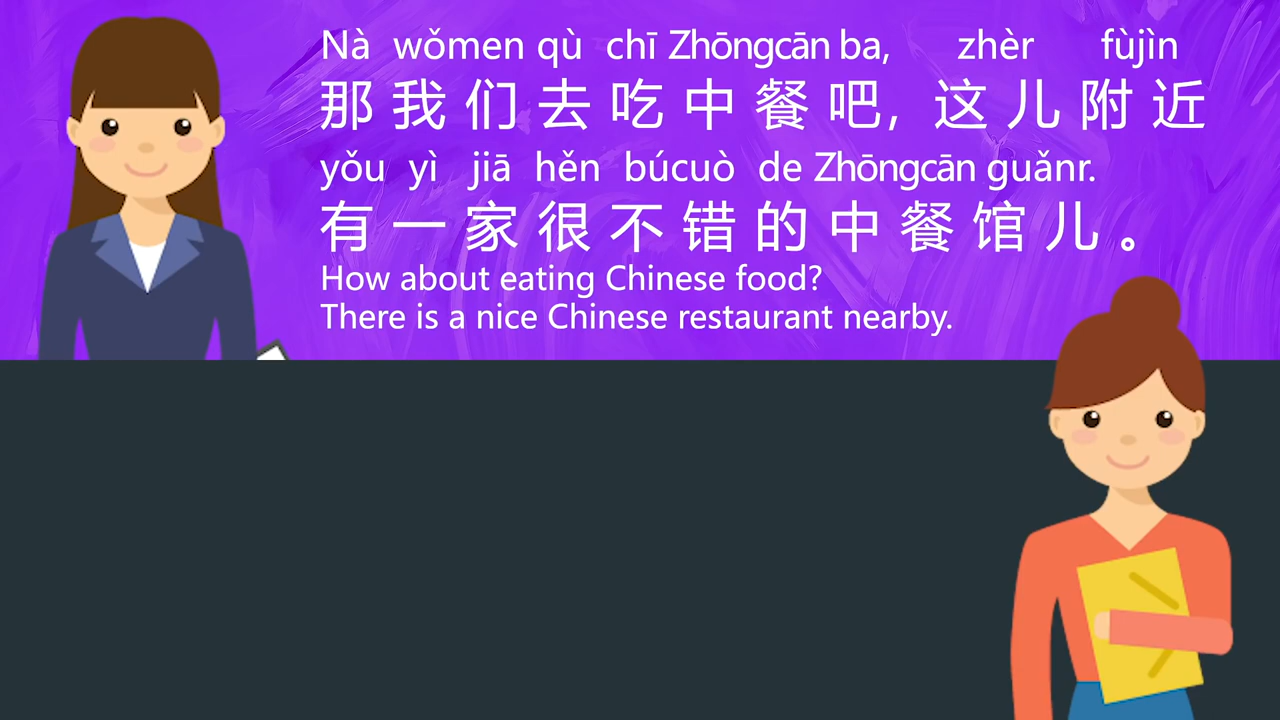 Nà wǒmen qù chī Zhōngcān ba, zhèr fùjìn
那我们去吃中餐吧, 这儿附近
yǒu yì jiā hěn búcuò de Zhōngcān guǎnr.
有一家很不错的中餐馆儿。
How about eating Chinese food?
There is a nice Chinese restaurant nearby.